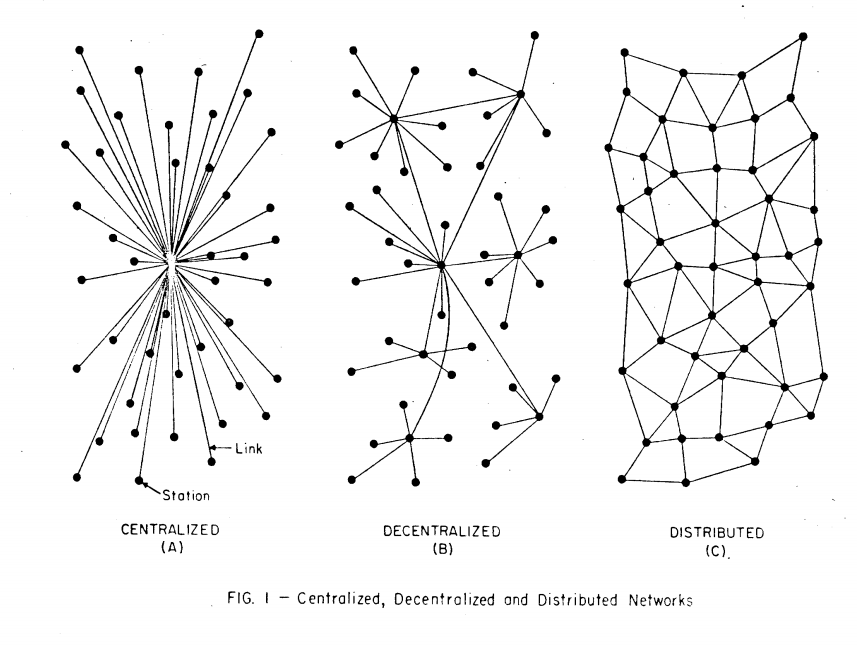 Link
Station
CENTRALIZED
(A)
DECENTRALIZED
(B)
DISTRIBUTED
(C)
FIG. I – Centralized, Decentralized and Distributed Networks